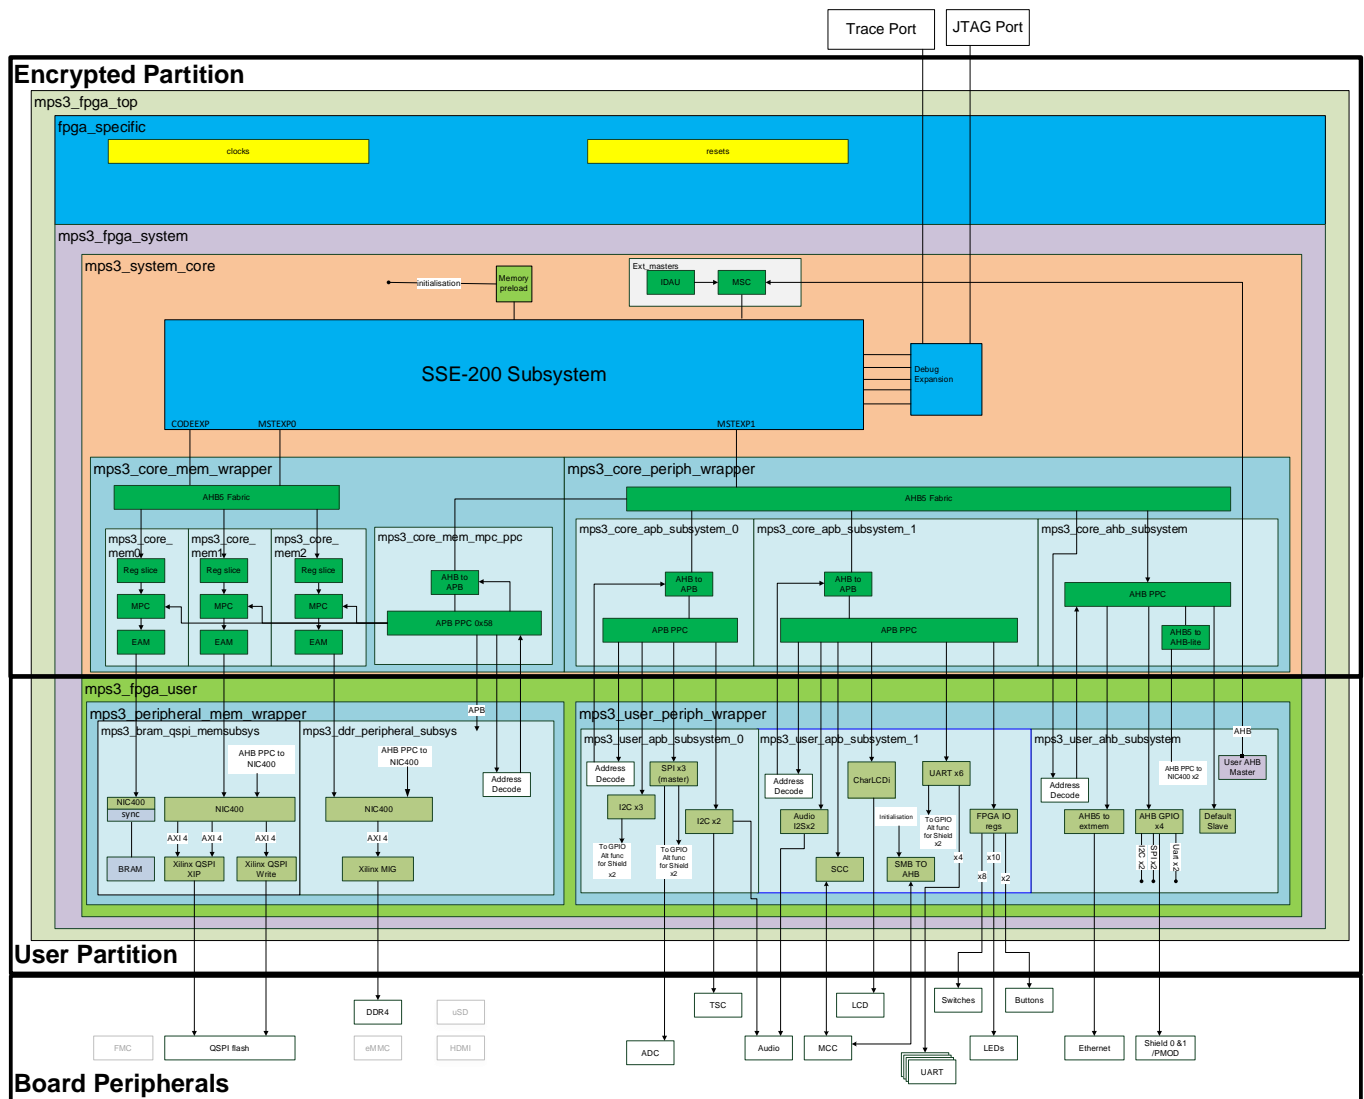 Trace Port
JTAG Port
Encrypted Partition
mps3_fpga_top
fpga_specific
clocks
resets
mps3_fpga_system
mps3_system_core
initialisation
Memory
preload
Ext_masters
IDAU
MSC
SSE-200 Subsystem
Debug
Expansion
CODEEXP
MSTEXP0
MSTEXP1
mps3_core_mem_wrapper
mps3_core_periph_wrapper
AHB5 Fabric
AHB5 Fabric
mps3_core_
mem0
mps3_core_
mem1
mps3_core_
mem2
mps3_core_mem_mpc_ppc
mps3_core_apb_subsystem_0
mps3_core_apb_subsystem_1
mps3_core_ahb_subsystem
Reg slice
Reg slice
Reg slice
AHB to
APB
AHB to
APB
AHB to
APB
AHB PPC
MPC
MPC
MPC
APB PPC 0x58
APB PPC
APB PPC
AHB5 to
AHB-lite
EAM
EAM
EAM
mps3_fpga_user
mps3_peripheral_mem_wrapper
APB
mps3_user_periph_wrapper
mps3_bram_qspi_memsubsys
mps3_ddr_peripheral_subsys
mps3_user_apb_subsystem_0
mps3_user_apb_subsystem_1
mps3_user_ahb_subsystem
AHB
AHB PPC to
NIC400
AHB PPC to
NIC400
Address
Decode
Address
Decode
SPI x3
(master)
Address
Decode
CharLCDi
UART x6
Address
Decode
AHB PPC to
NIC400 x2
User AHB
Master
NIC400
sync
NIC400
NIC400
I2C x3
I2C x2
Audio
I2Sx2
Initialisation
To GPIO
Alt func
for Shield
x2
FPGA IO
regs
AHB5 to
extmem
AHB GPIO
x4
Default
Slave
AXI 4
AXI 4
AXI 4
AXI 4
To GPIO
Alt func
for Shield
x2
To GPIO
Alt func
for Shield
x2
x4
x10
x8
x2
I2C x2
SPI x2
Uart x 2
BRAM
Xilinx QSPI
XIP
Xilinx QSPI
Write
Xilinx MIG
SCC
SMB TO
AHB
User Partition
DDR4
uSD
TSC
LCD
Switches
Buttons
FMC
QSPI flash
eMMC
HDMI
ADC
Audio
MCC
UART
LEDs
Ethernet
Shield 0 &1
/PMOD
Board Peripherals